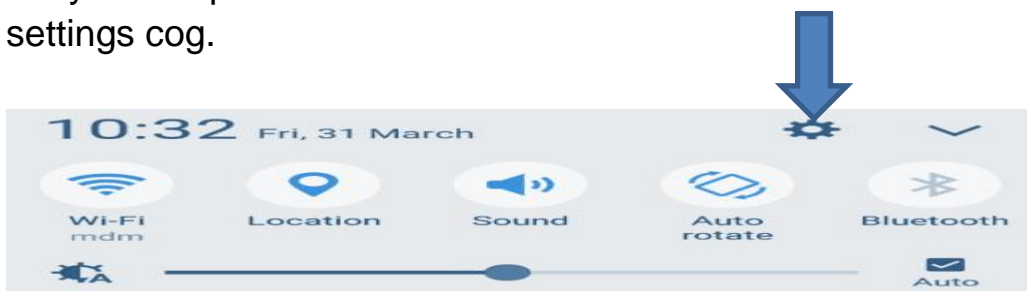 settings cog.
10:32 Fri, 31 March
Wi-Fi Location Sound Auto Bluetooth
mdm rotate
A Auto